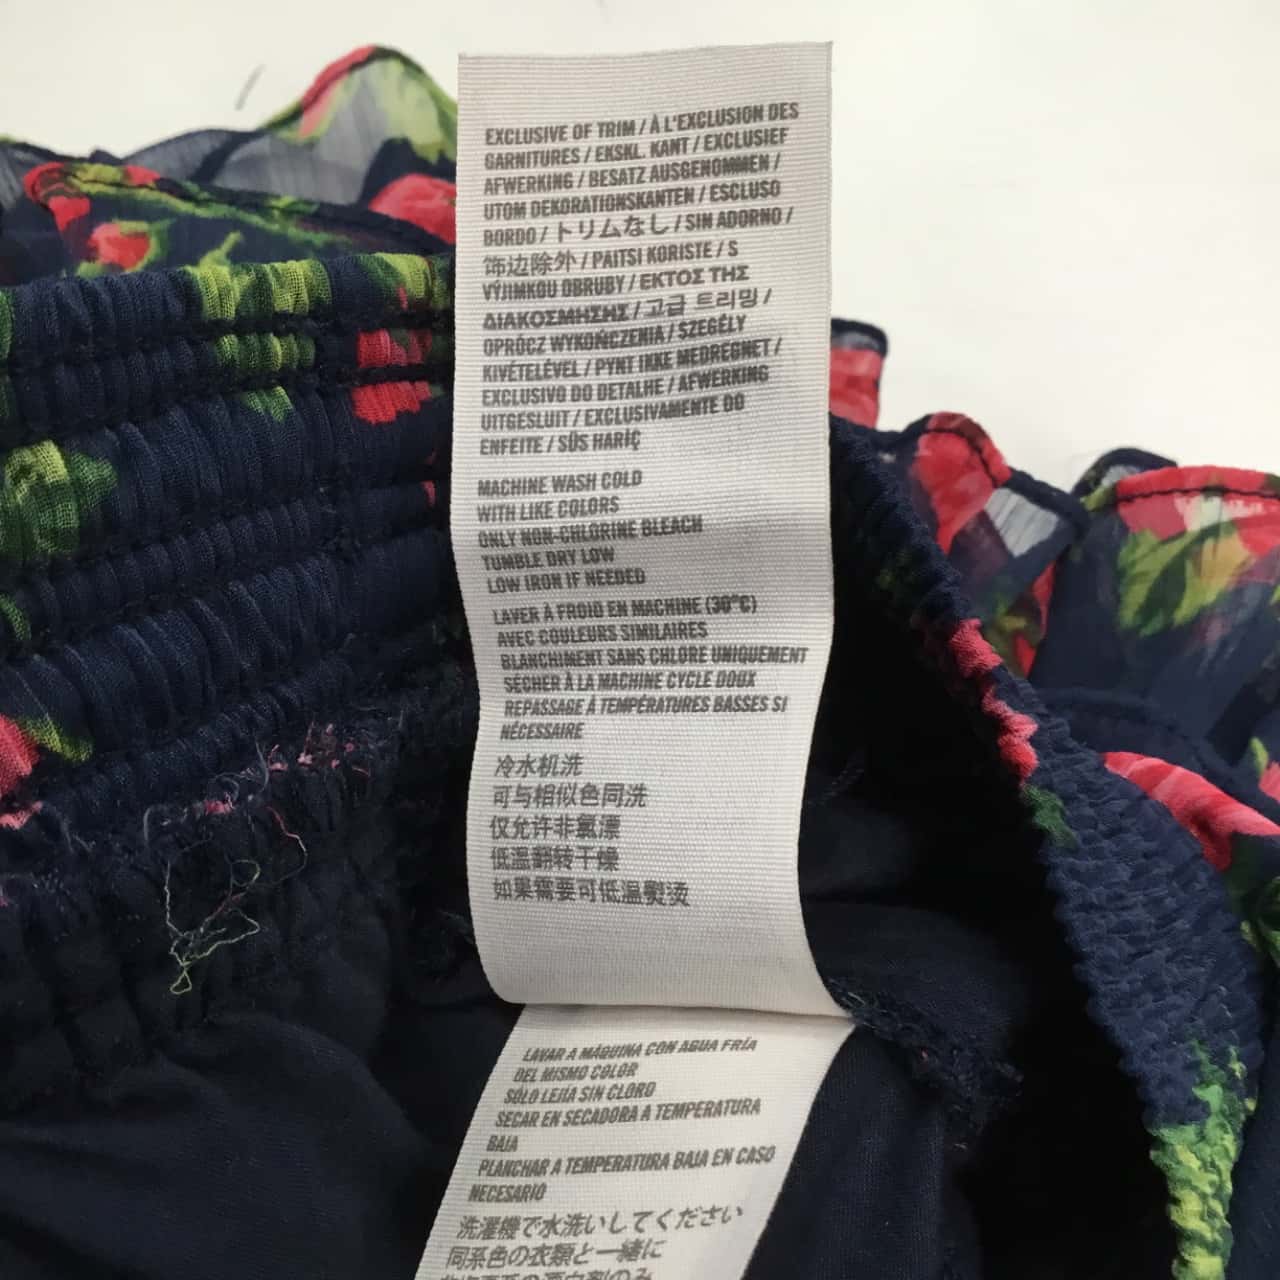 EXCLUSIVE OF TRIM / À L'EXCLUSION DES
GARNITURES / EKSKL. KANT / EXCLUSIEF
AFWERKING / BESATZ AUSGENOMMEN /
UTOM DEKORATIONSKANTEN / ESCLUSO
BORDO / トリムなし / SIN ADORNO /
饰边除外 / PAITSI KORISTE / S
VÝJIMKOU OBRUBY / ΕΚΤΟΣ ΤΗΣ
ΔΙΑΚΟΣΜΗΣΗΣ / 고급 트리밍 /
OPRÓCZ WYKOŃCZENIA / SZEGÉLY
KIVÉTELÉVEL / PYNT IKKE MEDREGNET /
EXCLUSIVO DO DETALHE / AFWERKING
UITGESLUIT / EXCLUSIVAMENTE DO
ENFEITE / SÜS HARİÇ
MACHINE WASH COLD
WITH LIKE COLORS
ONLY NON-CHLORINE BLEACH
TUMBLE DRY LOW
LOW IRON IF NEEDED
LAVER À FROID EN MACHINE (30°C)
AVEC COULEURS SIMILAIRES
BLANCHIMENT SANS CHLORE UNIQUEMENT
SÉCHER À LA MACHINE CYCLE DOUX
REPASSAGE À TEMPÉRATURES BASSES SI
NÉCESSAIRE
冷水机洗
可与相似色同洗
仅允许非氯漂
低温翻转干燥
如果需要可低温熨烫
LAVAR A MÁQUINA CON AGUA FRÍA
DEL MISMO COLOR
SÓLO LEJÍA SIN CLORO
SECAR EN SECADORA A TEMPERATURA
BAJA
PLANCHAR A TEMPERATURA BAJA EN CASO
NECESARIO
洗濯機で水洗いしてください
同系色の衣類と一緒に